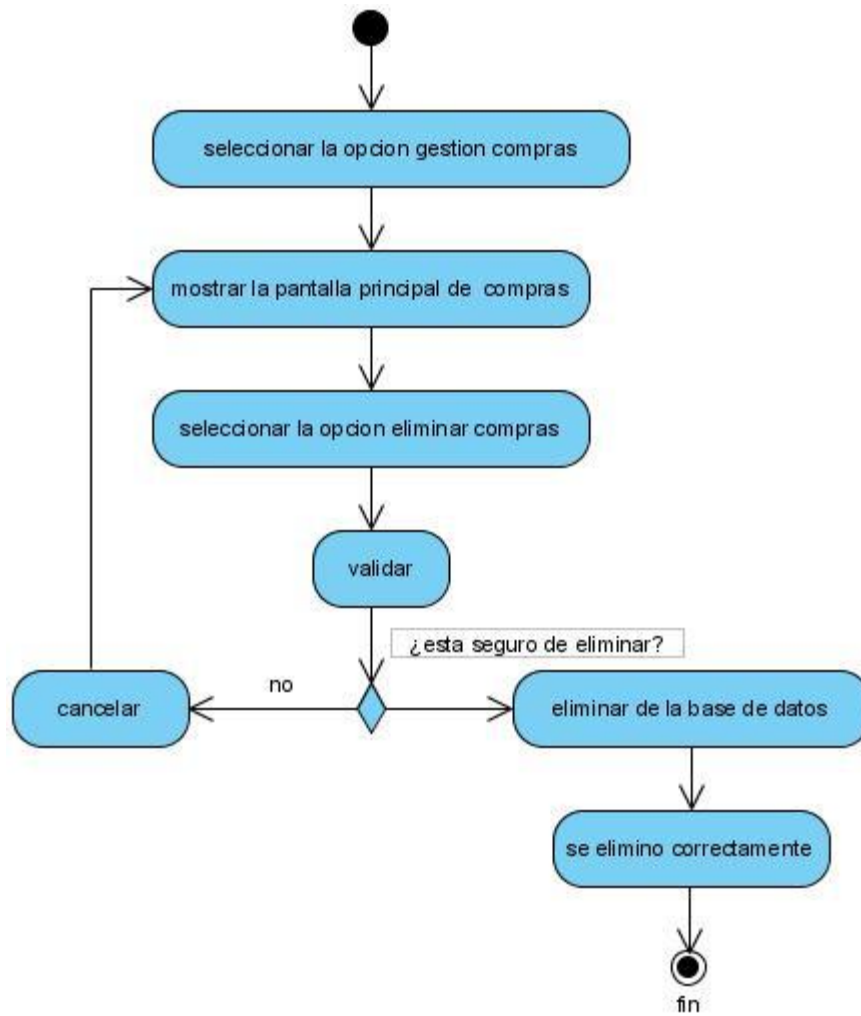 seleccionar la opcion gestion compras
mostrar la pantalla principal de compras
seleccionar la opcion eliminar compras
validar
¿esta seguro de eliminar?
no
cancelar
eliminar de la base de datos
se elimino correctamente
fin